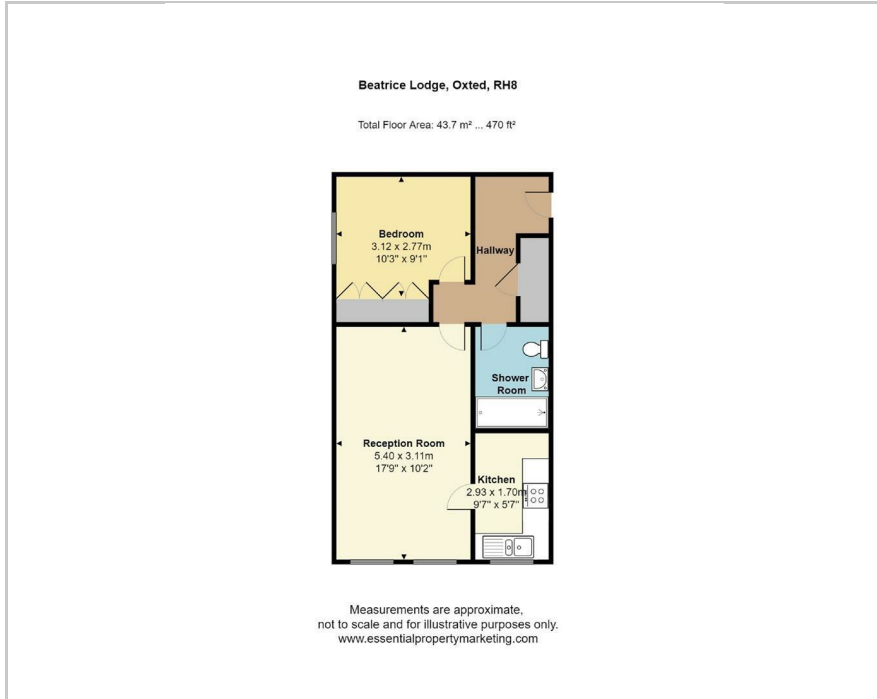 Beatrice Lodge, Oxted, RH8
Total Floor Area: 43.7 m² ... 470 ft²
Bedroom
3.12 x 2.77m
10'3" x 9'1"
Hallway
Shower
Room
Reception Room
5.40 x 3.11m
17'9" x 10'2"
Kitchen
2.93 x 1.70m
9'7" x 5'7"
Measurements are approximate,
not to scale and for illustrative purposes only.
www.essentialpropertymarketing.com